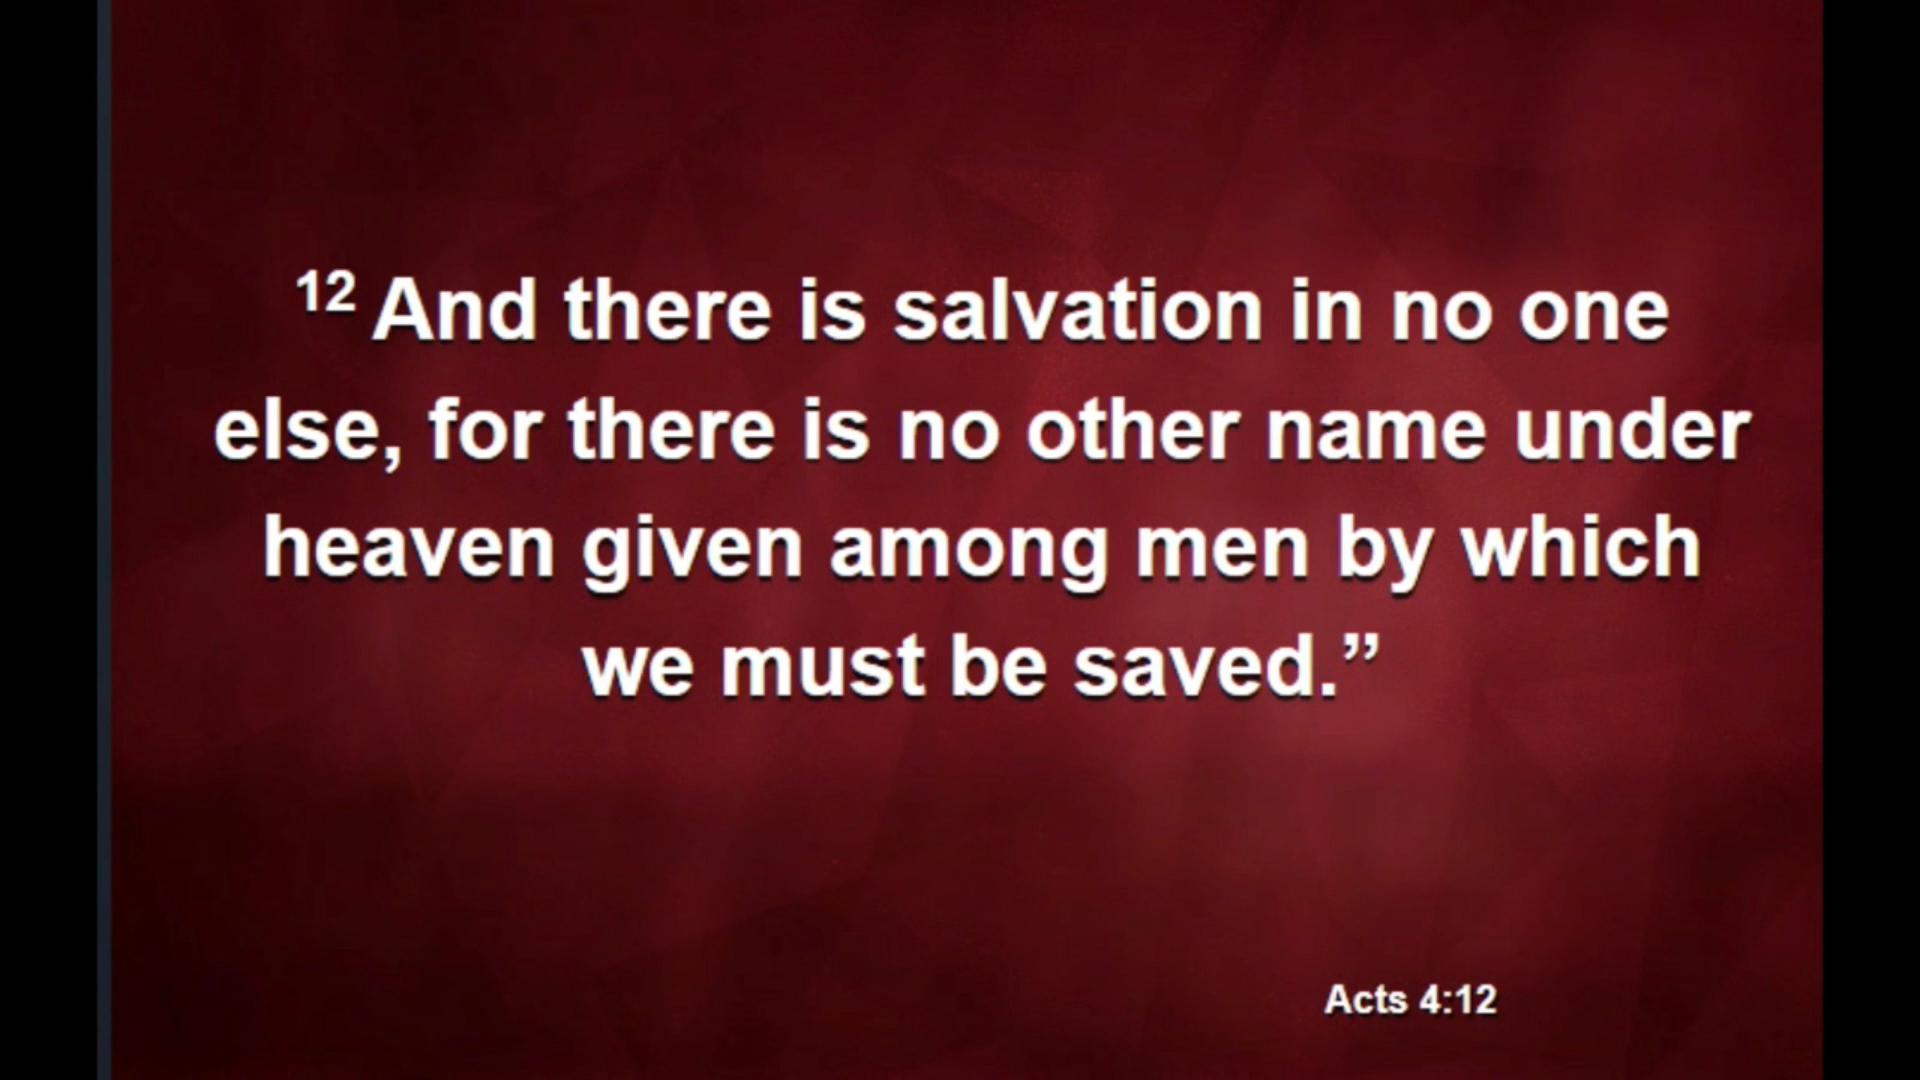 12 And there is salvation in no one
else, for there is no other name under
heaven given among men by which
we must be saved.”
Acts 4:12